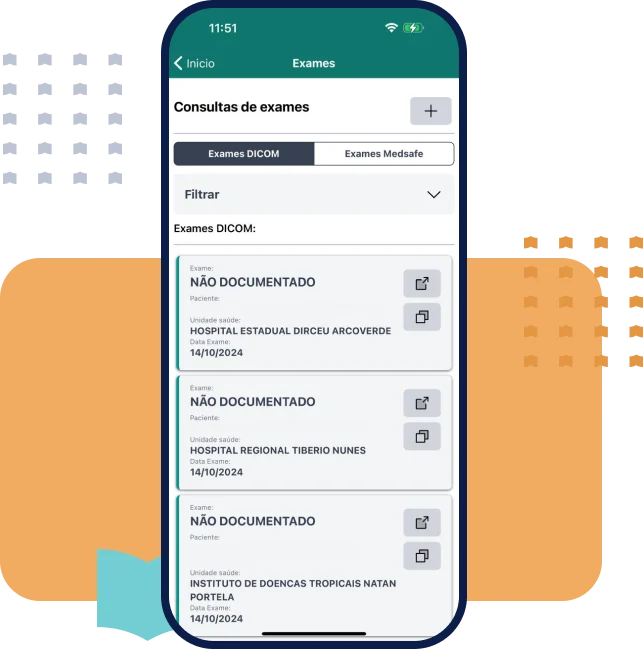 11:51
Inicio
Exames
Consultas de exames
Exames DICOM
Exames Medsafe
Filtrar
Exames DICOM:
Exame:
NÃO DOCUMENTADO
Paciente:
Unidade saúde:
HOSPITAL ESTADUAL DIRCEU ARCOVERDE
Data Exame:
14/10/2024
Exame:
NÃO DOCUMENTADO
Paciente:
Unidade saúde:
HOSPITAL REGIONAL TIBERIO NUNES
Data Exame:
14/10/2024
Exame:
NÃO DOCUMENTADO
Paciente:
Unidade saúde:
INSTITUTO DE DOENCAS TROPICAIS NATAN
PORTELA
Data Exame:
14/10/2024